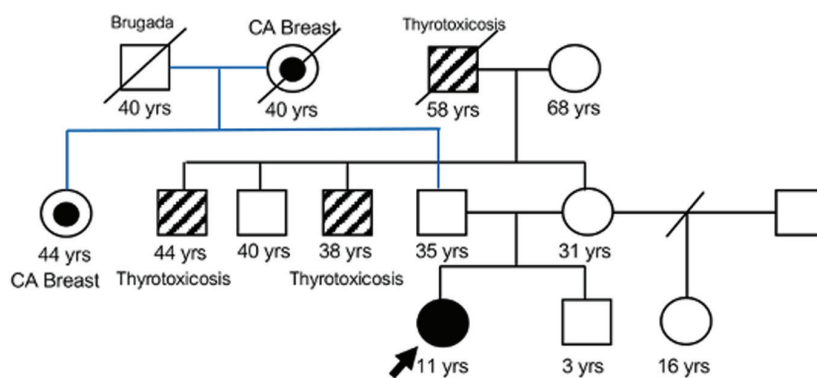 Brugada
CA Breast
Thyrotoxicosis
40 yrs
40 yrs
58 yrs
68 yrs
44 yrs
44 yrs
40 yrs
38 yrs
35 yrs
31 yrs
CA Breast
Thyrotoxicosis
Thyrotoxicosis
11 yrs
3 yrs
16 yrs